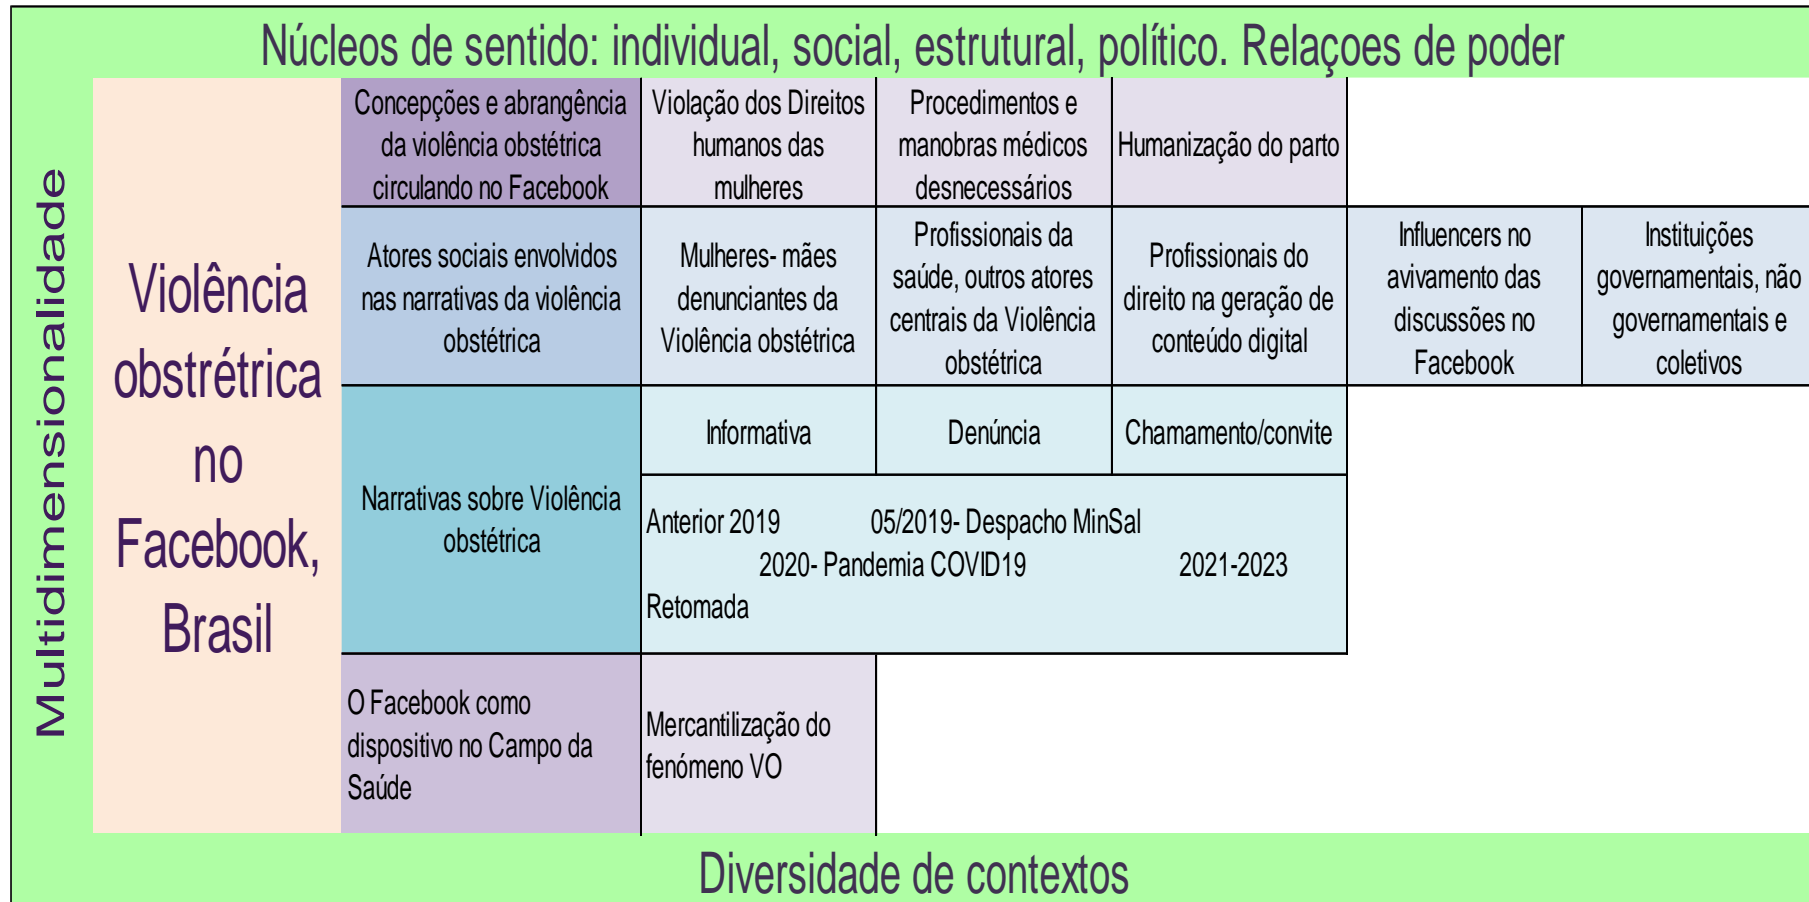 Núcleos de sentido: individual, social, estrutural, político. Relaçoes de poder
Multidimensionalidade
Violência
obstrétrica
no
Facebook,
Brasil
Concepções e abrangência
da violência obstétrica
circulando no Facebook
Violação dos Direitos
humanos das
mulheres
Procedimentos e
manobras médicos
desnecessários
Humanização do parto
Atores sociais envolvidos
nas narrativas da violência
obstétrica
Mulheres- mães
denunciantes da
Violência obstétrica
Profissionais da
saúde, outros atores
centrais da Violência
obstétrica
Profissionais do
direito na geração de
conteúdo digital
Influencers no
avivamento das
discussões no
Facebook
Instituições
governamentais, não
governamentais e
coletivos
Narrativas sobre Violência
obstétrica
Informativa
Denúncia
Chamamento/convite
Anterior 2019 05/2019- Despacho MinSal
2020- Pandemia COVID19 2021-2023
Retomada
O Facebook como
dispositivo no Campo da
Saúde
Mercantilização do
fenómeno VO
Diversidade de contextos